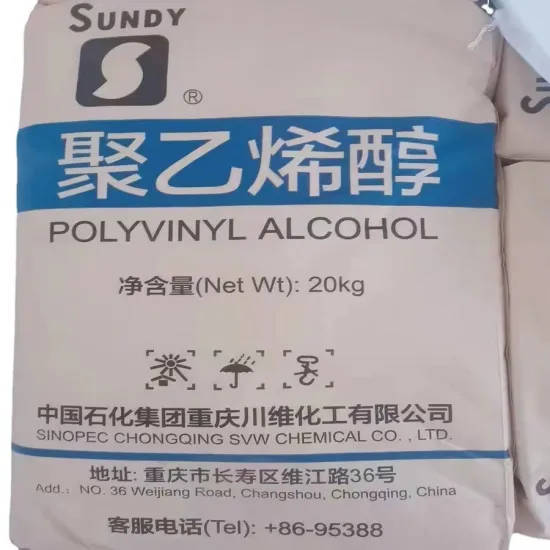 SUNDY
®
聚乙烯醇
POLYVINYL ALCOHOL
净含量(Net Wt): 20kg
中国石化集团重庆川维化工有限公司
SINOPEC CHONGQING SVW CHEMICAL CO., LTD.
地址: 重庆市长寿区维江路36号
Add.: NO. 36 Weijiang Road, Changshou, Chongqing, China
客服电话(Tel): +86-95388